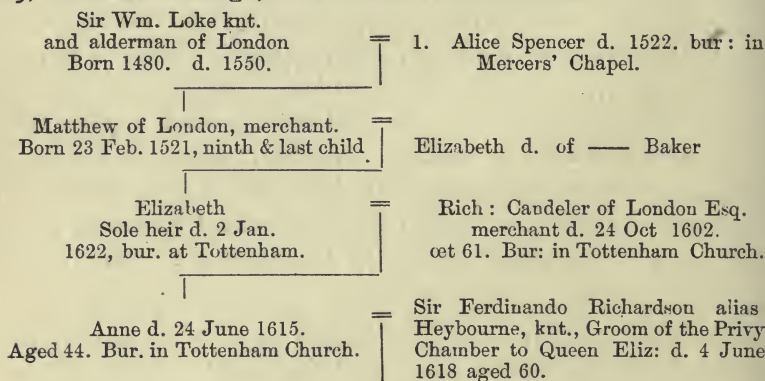 Sir Wm. Loke knt.
and alderman of London
Born 1480. d. 1550.
=
1. Alice Spencer d. 1522. bur: in
Mercers' Chapel.
Matthew of London, merchant.
Born 23 Feb. 1521, ninth & last child
=
Elizabeth d. of —— Baker
Elizabeth
Sole heir d. 2 Jan.
1622, bur. at Tottenham.
=
Rich: Candeler of London Esq.
merchant d. 24 Oct 1602.
œt 61. Bur: in Tottenham Church.
Anne d. 24 June 1615.
Aged 44. Bur. in Tottenham Church.
=
Sir Ferdinando Richardson alias
Heybourne, knt., Groom of the Privy
Chamber to Queen Eliz: d. 4 June
1618 aged 60.